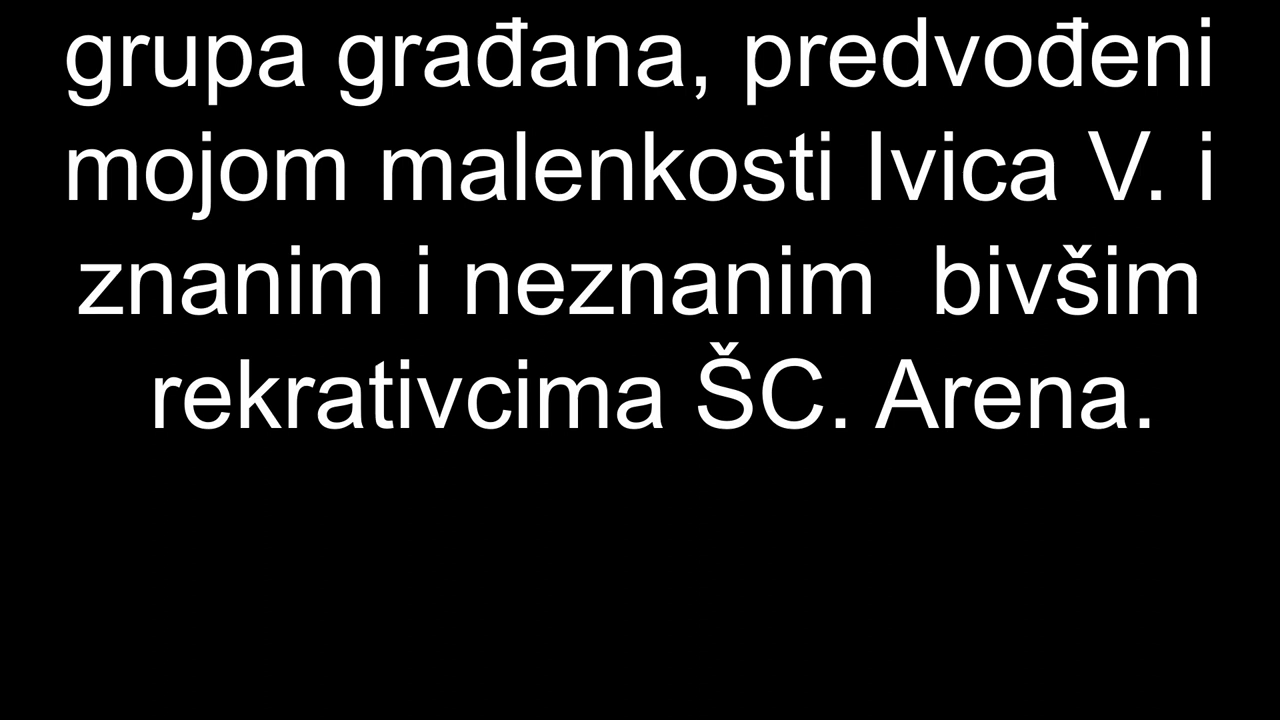 grupa građana, predvođeni
mojom malenkosti Ivica V. i
znanim i neznanim  bivšim
rekrativcima ŠC. Arena.